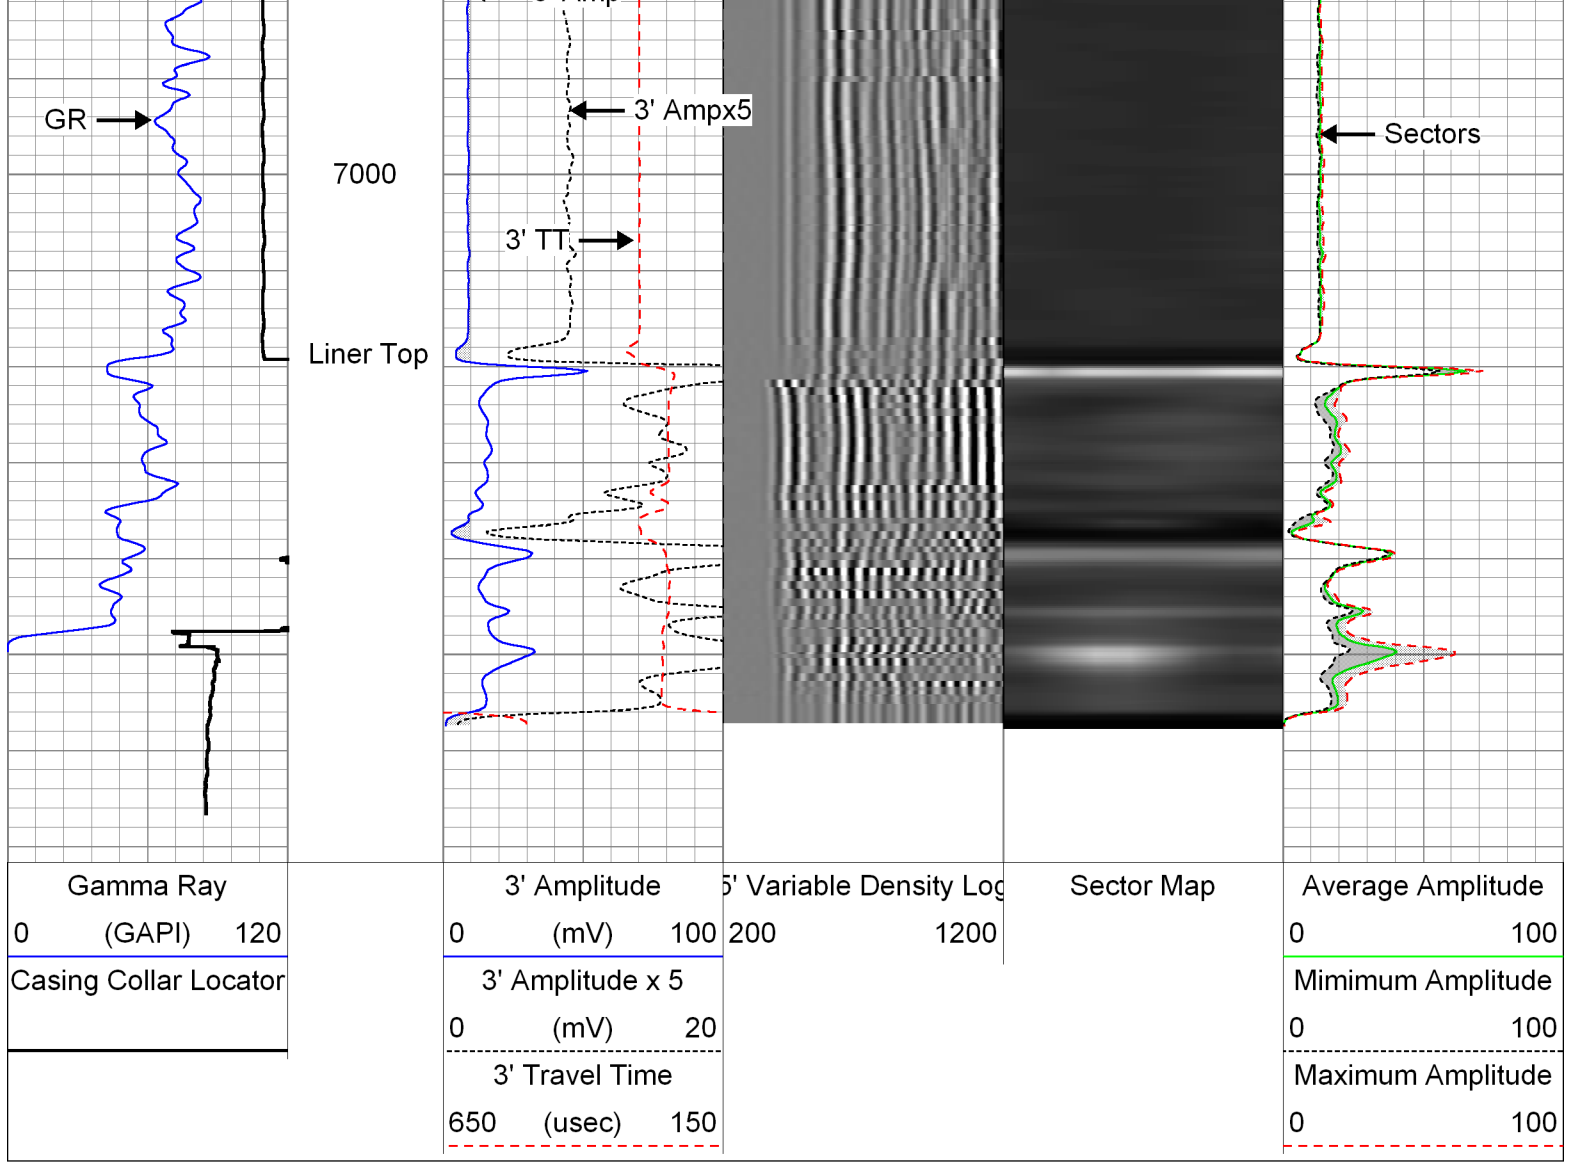 3' Amp
3' Ampx5
GR
Sectors
7000
3' TT
Liner Top
Gamma Ray
0 (GAPI) 120
Casing Collar Locator
3' Amplitude
0 (mV) 100
3' Amplitude x 5
0 (mV) 20
3' Travel Time
650 (usec) 150
5' Variable Density Log
200 1200
Sector Map
Average Amplitude
0 100
Mimimum Amplitude
0 100
Maximum Amplitude
0 100